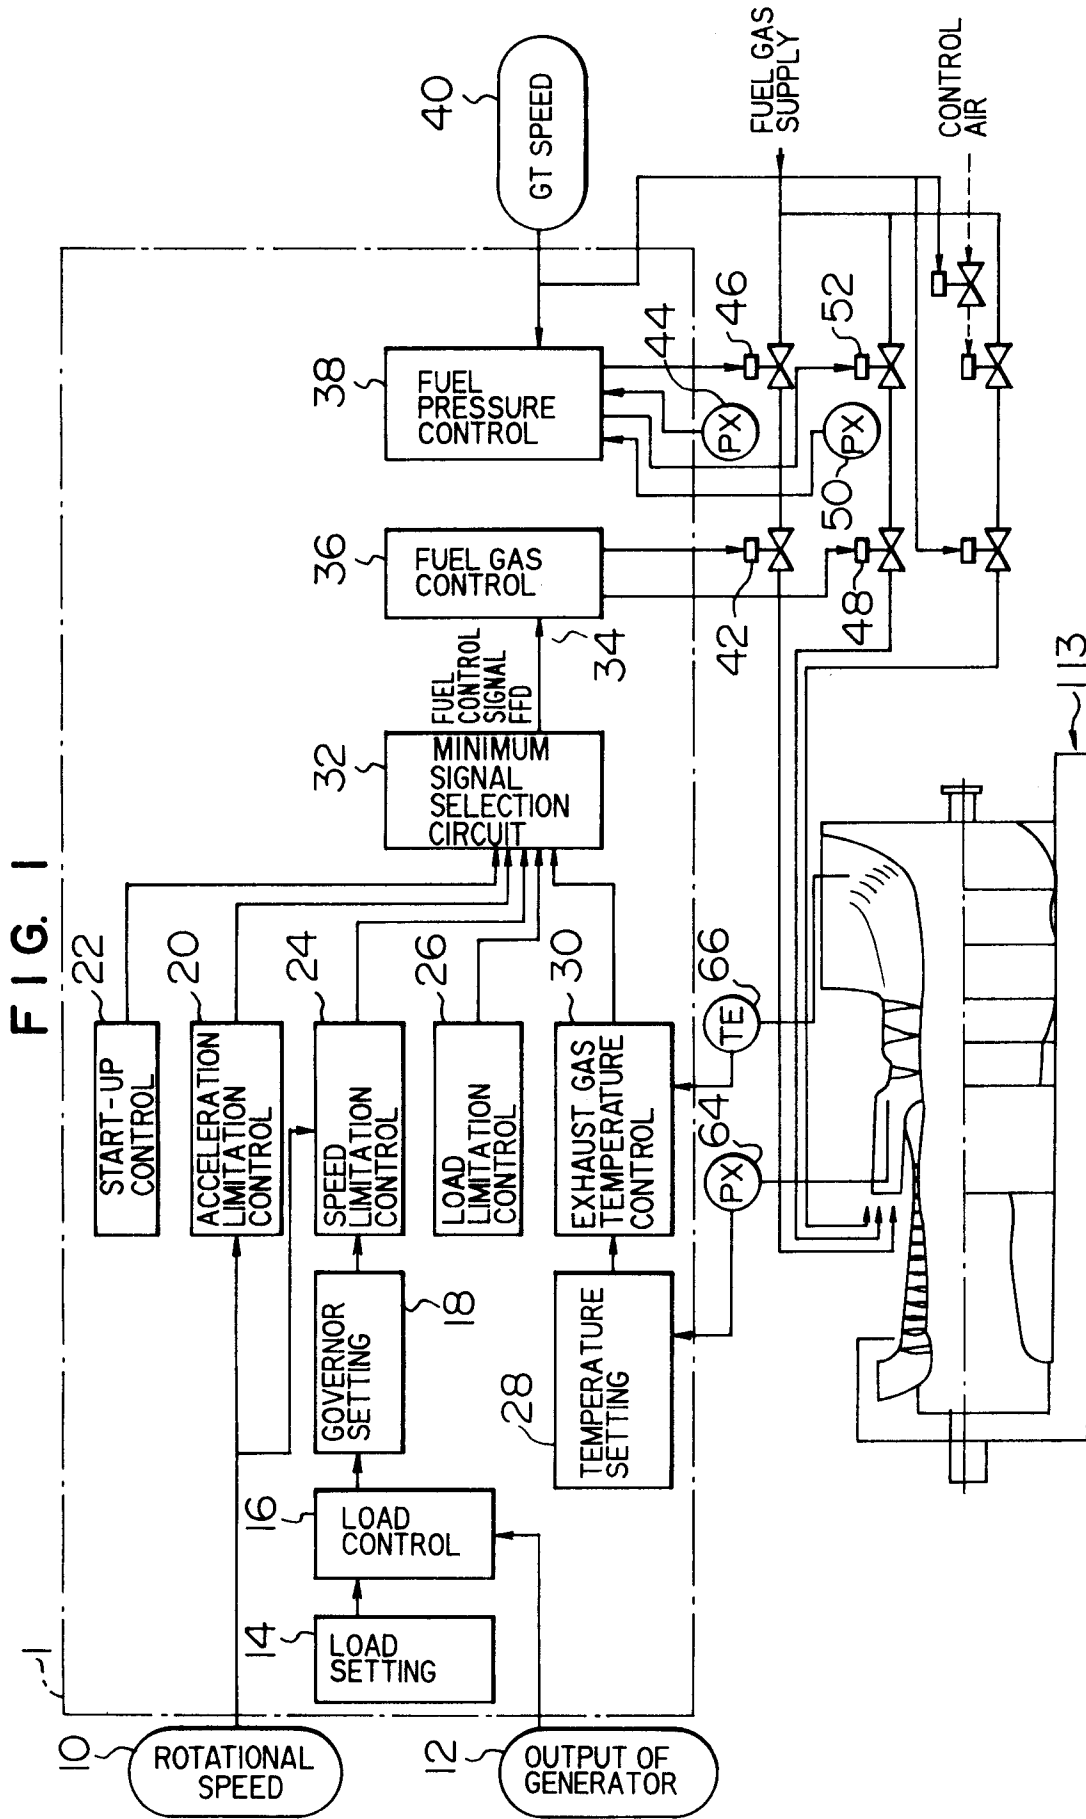 FIG. 1
1
10
ROTATIONAL
SPEED
12
OUTPUT OF
GENERATOR
14
LOAD
SETTING
16
LOAD
CONTROL
18
GOVERNOR
SETTING
22
START-UP
CONTROL
20
ACCELERATION
LIMITATION
CONTROL
24
SPEED
LIMITATION
CONTROL
26
LOAD
LIMITATION
CONTROL
28
TEMPERATURE
SETTING
30
EXHAUST GAS
TEMPERATURE
CONTROL
32
MINIMUM
SIGNAL
SELECTION
CIRCUIT
FUEL
CONTROL
SIGNAL
FFD
34
36
FUEL GAS
CONTROL
38
FUEL
PRESSURE
CONTROL
40
GT SPEED
64
PX
66
TE
42
44
PX
46
48
50
PX
52
FUEL GAS
SUPPLY
CONTROL
AIR
113